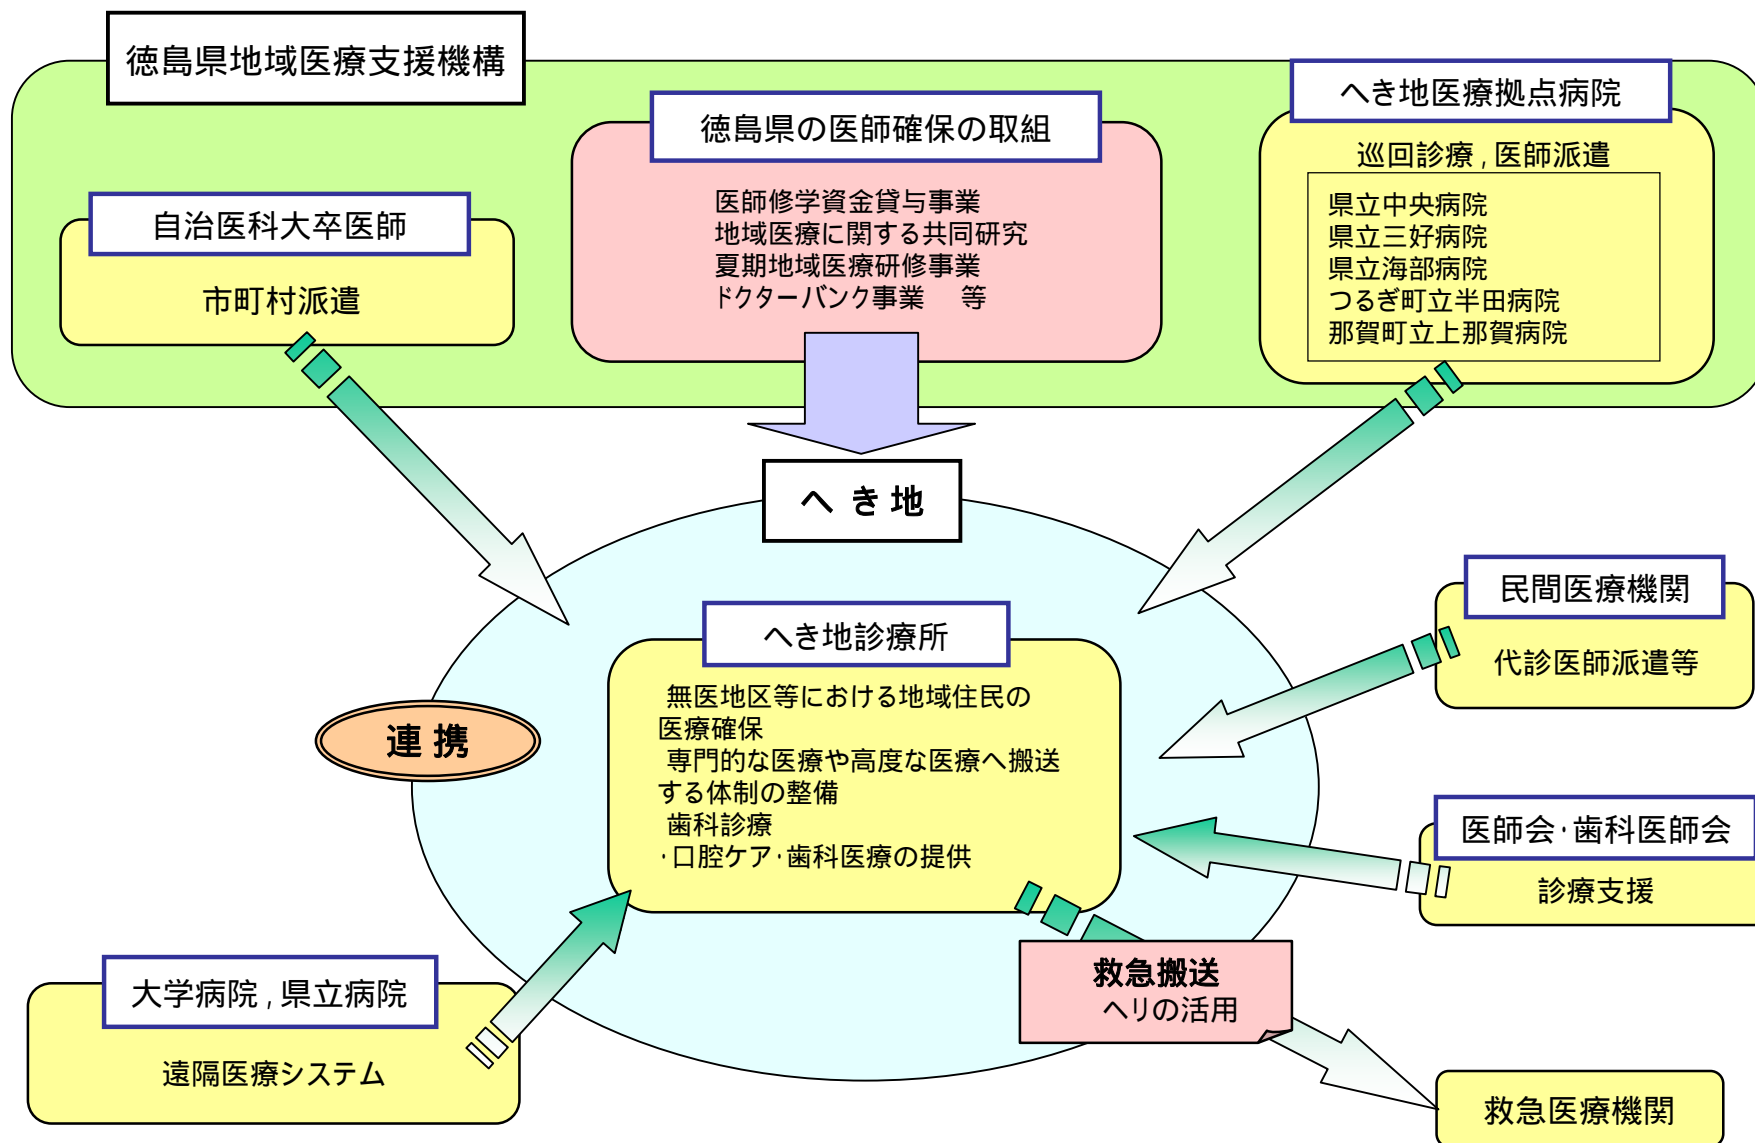 徳島県地域医療支援機構
徳島県の医師確保の取組
医師修学資金貸与事業
地域医療に関する共同研究
夏期地域医療研修事業
ドクターバンク事業　等
へき地医療拠点病院
巡回診療，医師派遣
県立中央病院
県立三好病院
県立海部病院
つるぎ町立半田病院
那賀町立上那賀病院
自治医科大卒医師
市町村派遣
へ き 地
へき地診療所
無医地区等における地域住民の
医療確保
専門的な医療や高度な医療へ搬送
する体制の整備
歯科診療
・口腔ケア・歯科医療の提供
連 携
民間医療機関
代診医師派遣等
医師会・歯科医師会
診療支援
大学病院，県立病院
遠隔医療システム
救急搬送
ヘリの活用
救急医療機関